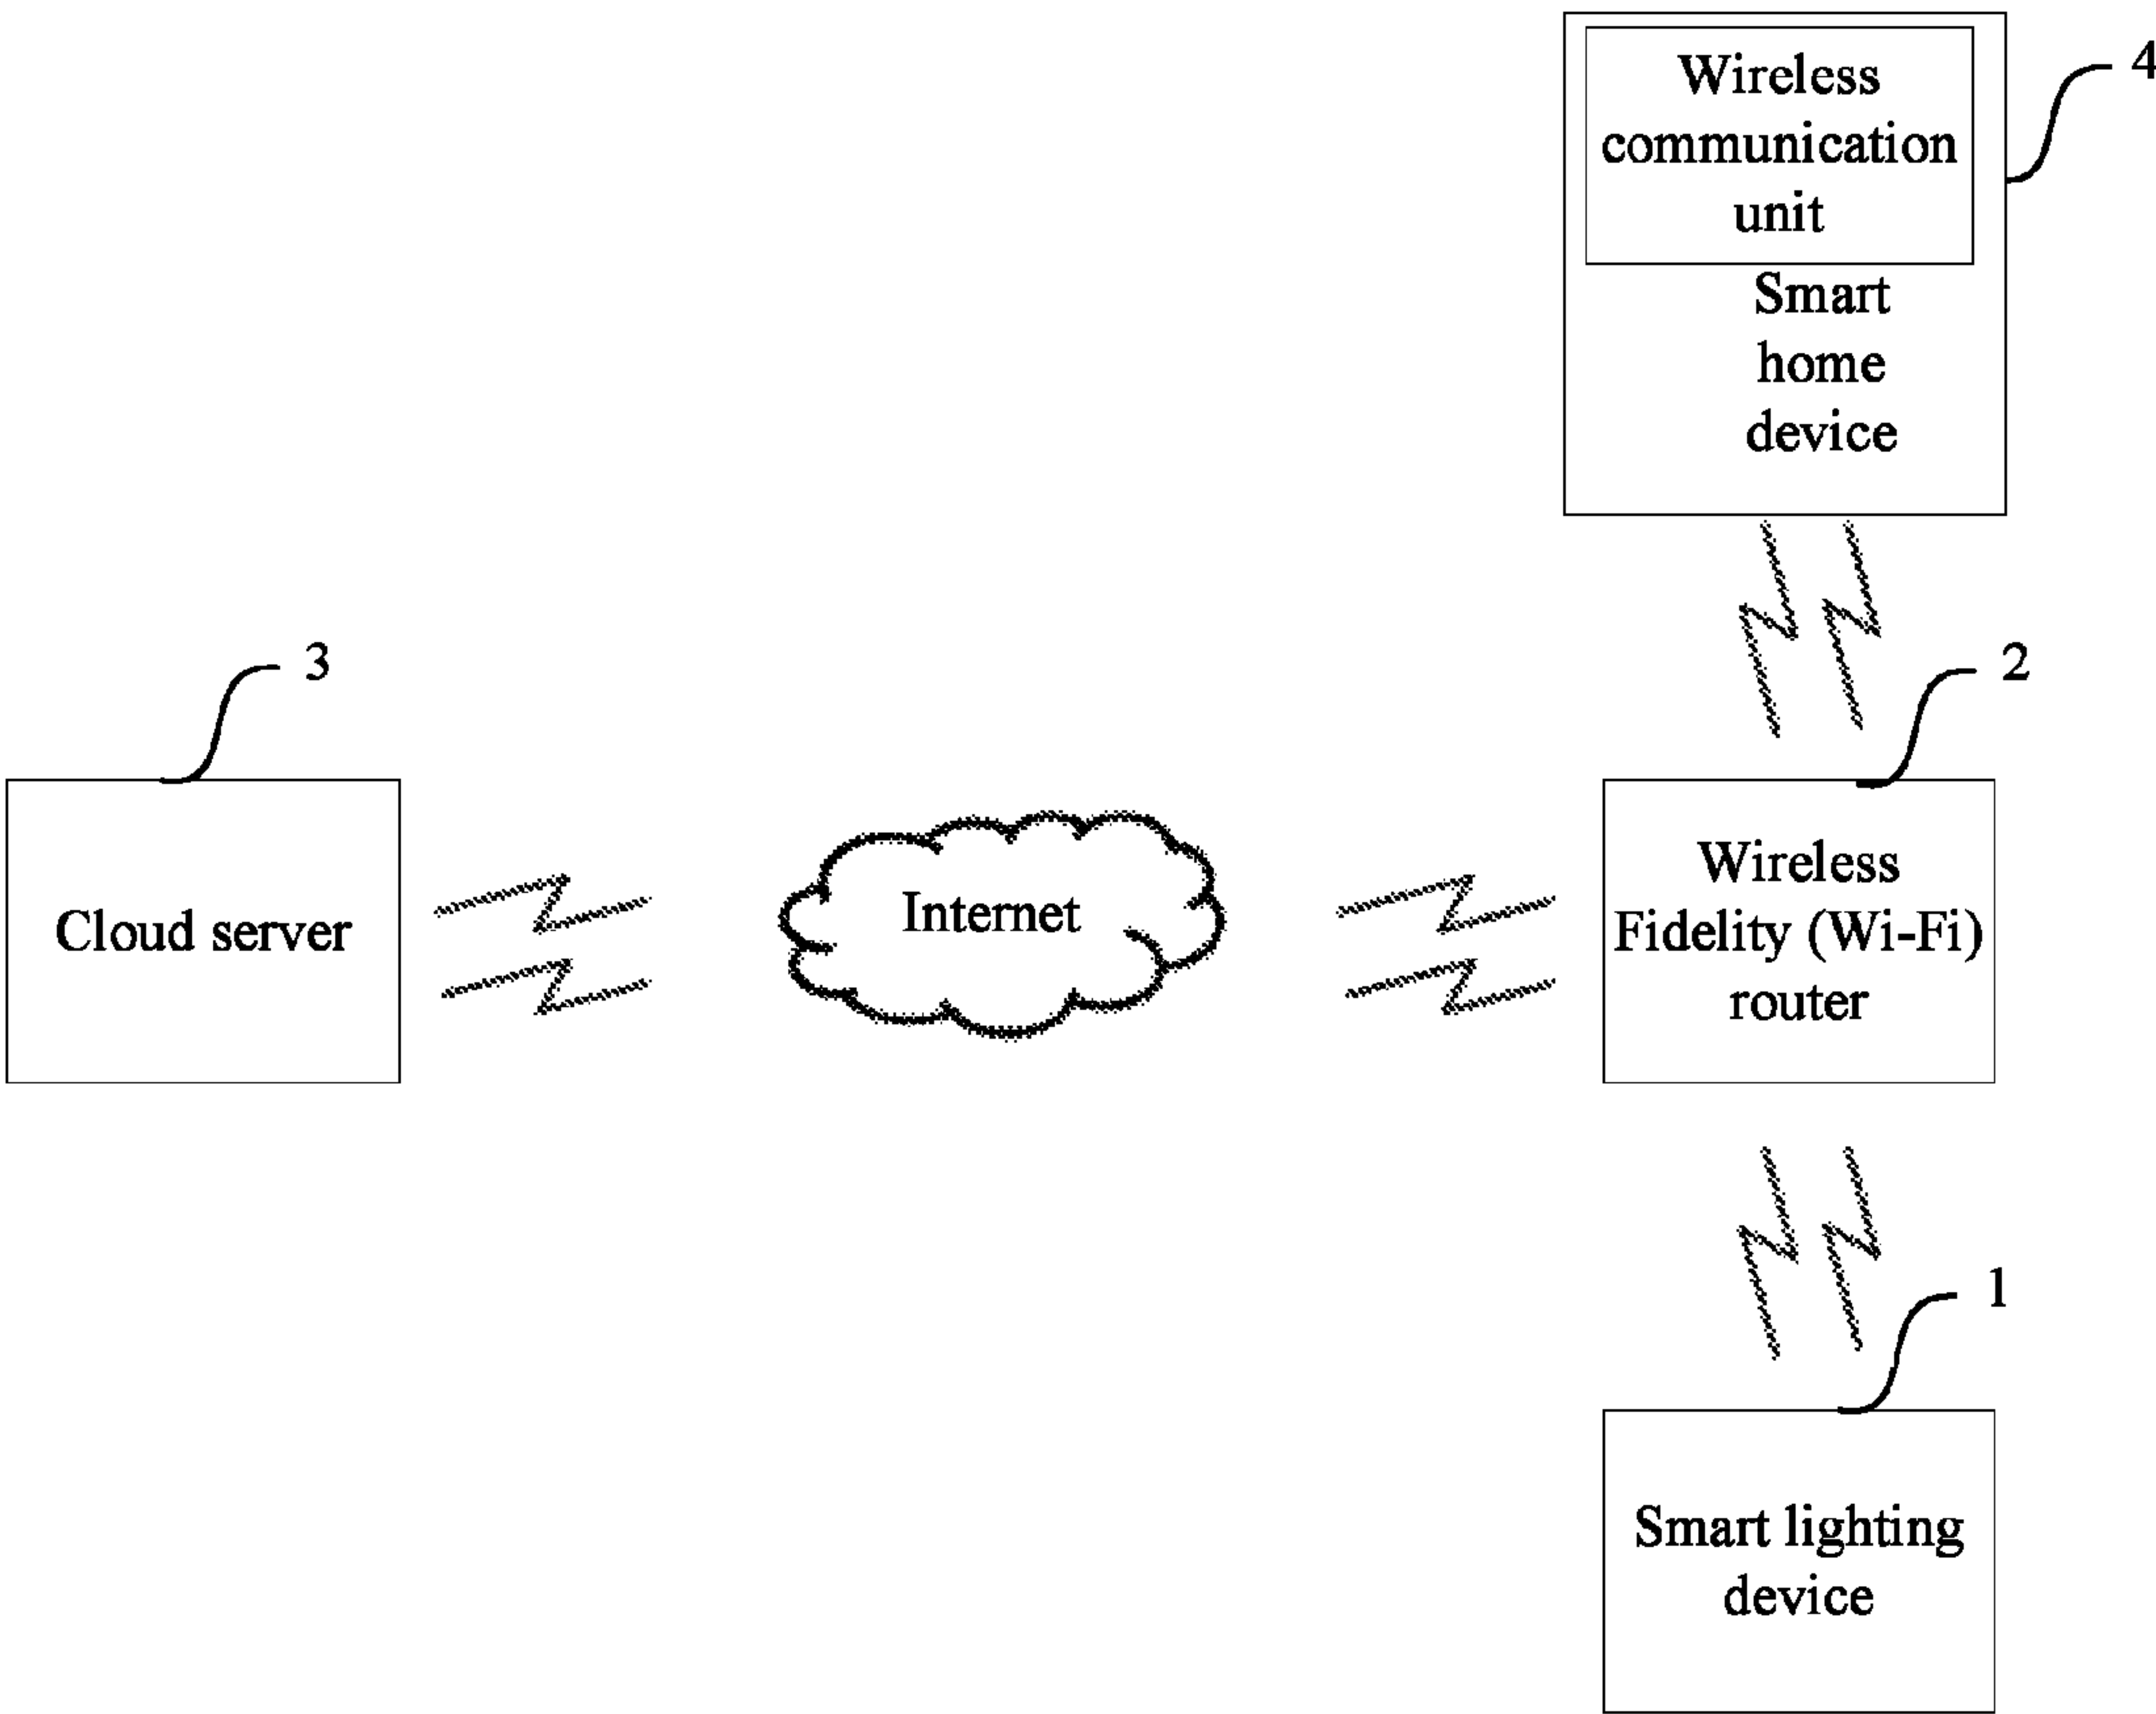 Wireless
communication
unit
Smart
home
device
4
3
2
Cloud server
Internet
Wireless
Fidelity (Wi-Fi)
router
1
Smart lighting
device